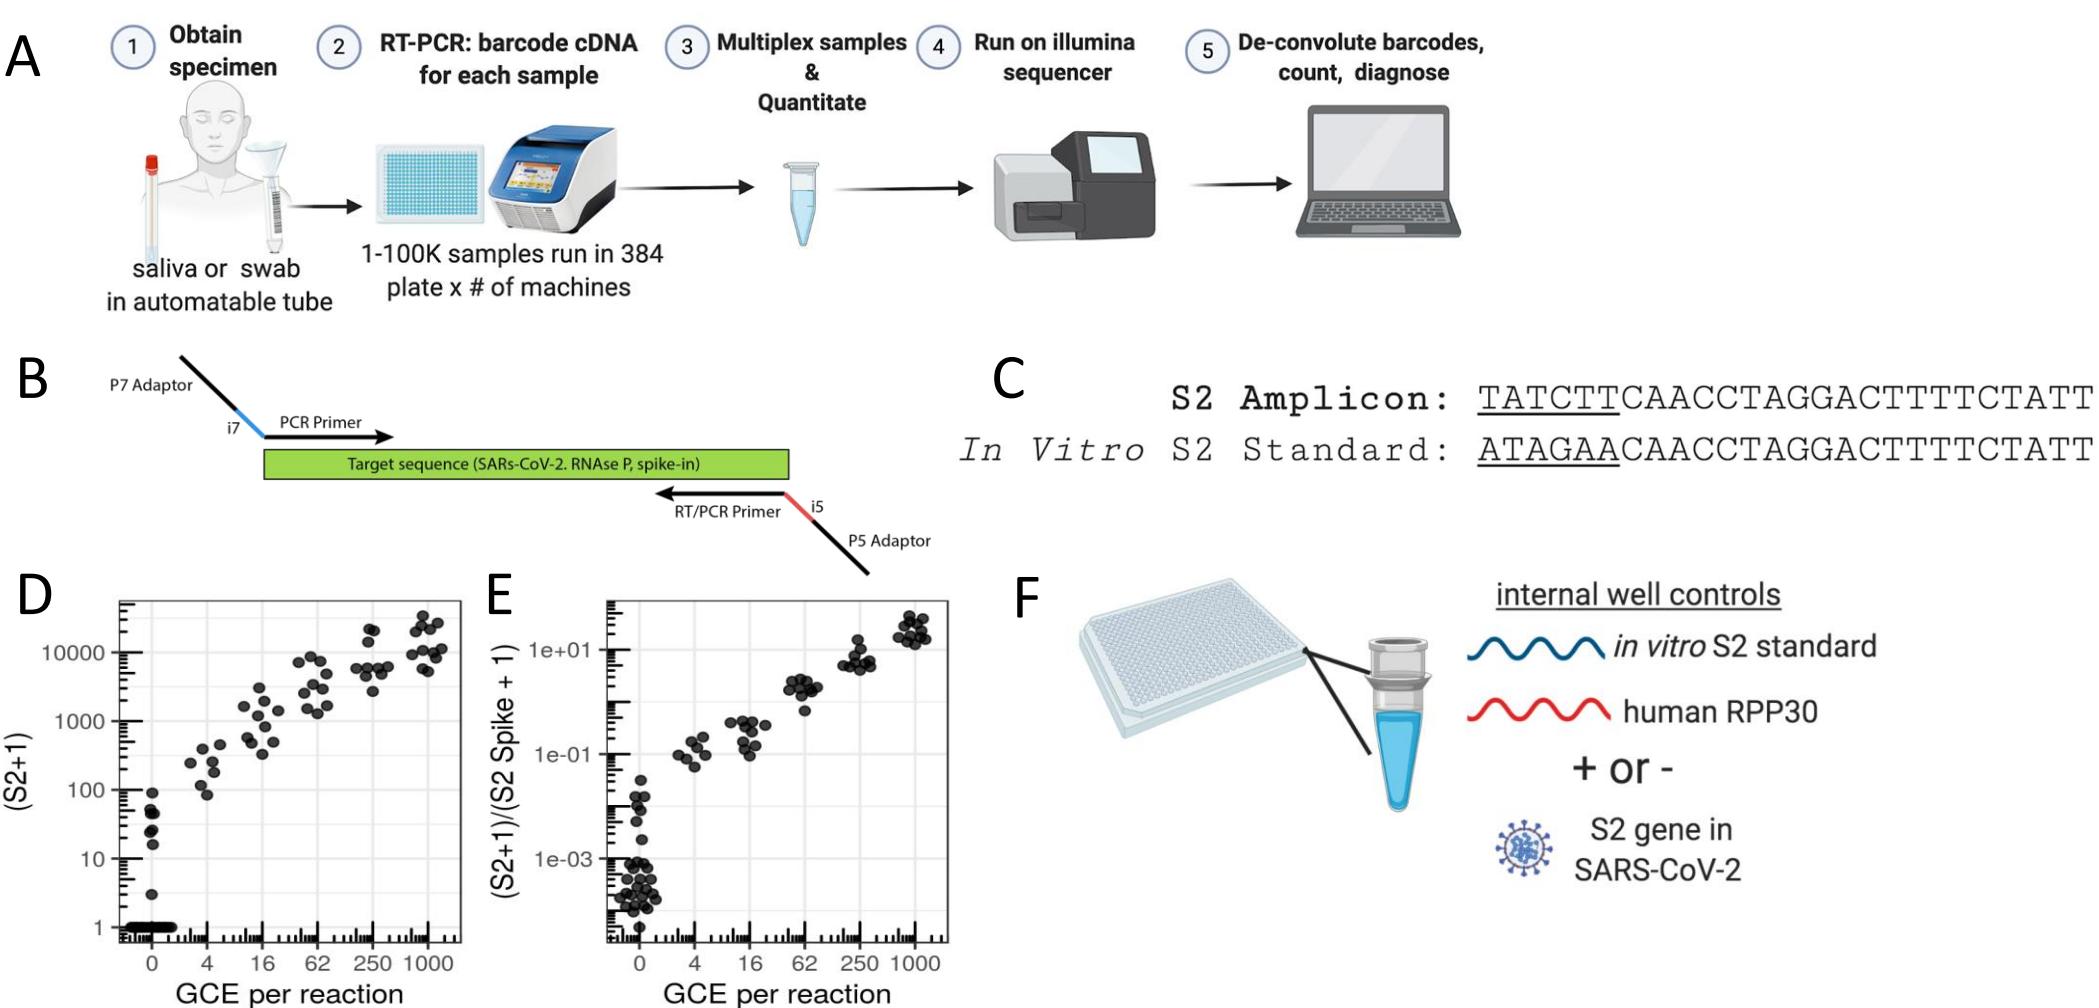 A
1
Obtain
specimen
saliva or swab
in automatable tube
2
RT-PCR: barcode cDNA
for each sample
1-100K samples run in 384
plate x # of machines
3
Multiplex samples
&
Quantitate
4
Run on illumina
sequencer
5
De-convolute barcodes,
count, diagnose
B
P7 Adaptor
i7
PCR Primer
Target sequence (SARs-CoV-2. RNAse P, spike-in)
RT/PCR Primer
i5
P5 Adaptor
C
S2 Amplicon: TATCTTCAACCTAGGACTTTTCTATT
In Vitro S2 Standard: ATAGAACAACCTAGGACTTTTCTATT
D
(S2+1)
10000
1000
100
10
1
0 4 16 62 250 1000
GCE per reaction
E
(S2+1)/(S2 Spike + 1)
1e+01
1e-01
1e-03
0 4 16 62 250 1000
GCE per reaction
F
internal well controls
in vitro S2 standard
human RPP30
+ or -
S2 gene in
SARS-CoV-2